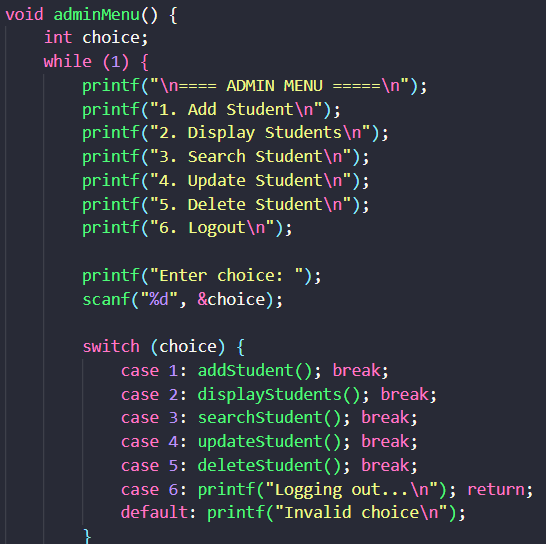 void adminMenu() {
    int choice;
    while (1) {
        printf("\n==== ADMIN MENU =====\n");
        printf("1. Add Student\n");
        printf("2. Display Students\n");
        printf("3. Search Student\n");
        printf("4. Update Student\n");
        printf("5. Delete Student\n");
        printf("6. Logout\n");

        printf("Enter choice: ");
        scanf("%d", &choice);

        switch (choice) {
            case 1: addStudent(); break;
            case 2: displayStudents(); break;
            case 3: searchStudent(); break;
            case 4: updateStudent(); break;
            case 5: deleteStudent(); break;
            case 6: printf("Logging out...\n"); return;
            default: printf("Invalid choice\n");
        }